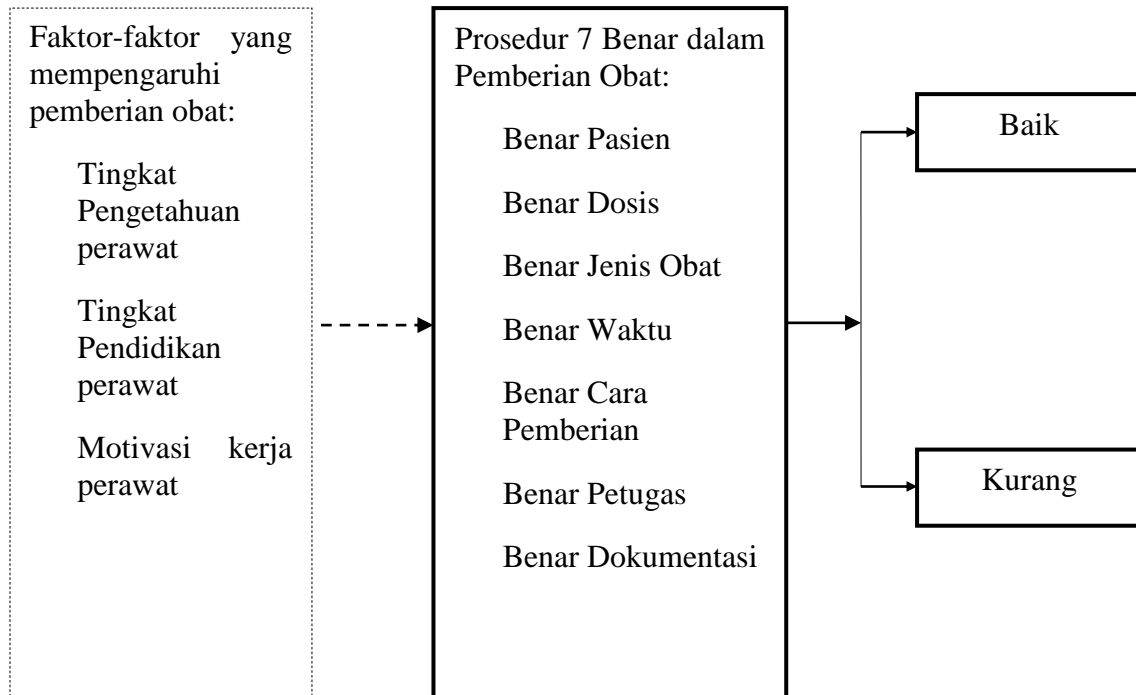 Faktor-faktor yang
mempengaruhi
pemberian obat:
Tingkat
Pengetahuan
perawat
Tingkat
Pendidikan
perawat
Motivasi kerja
perawat
Prosedur 7 Benar dalam
Pemberian Obat:
Benar Pasien
Benar Dosis
Benar Jenis Obat
Benar Waktu
Benar Cara
Pemberian
Benar Petugas
Benar Dokumentasi
Baik
Kurang